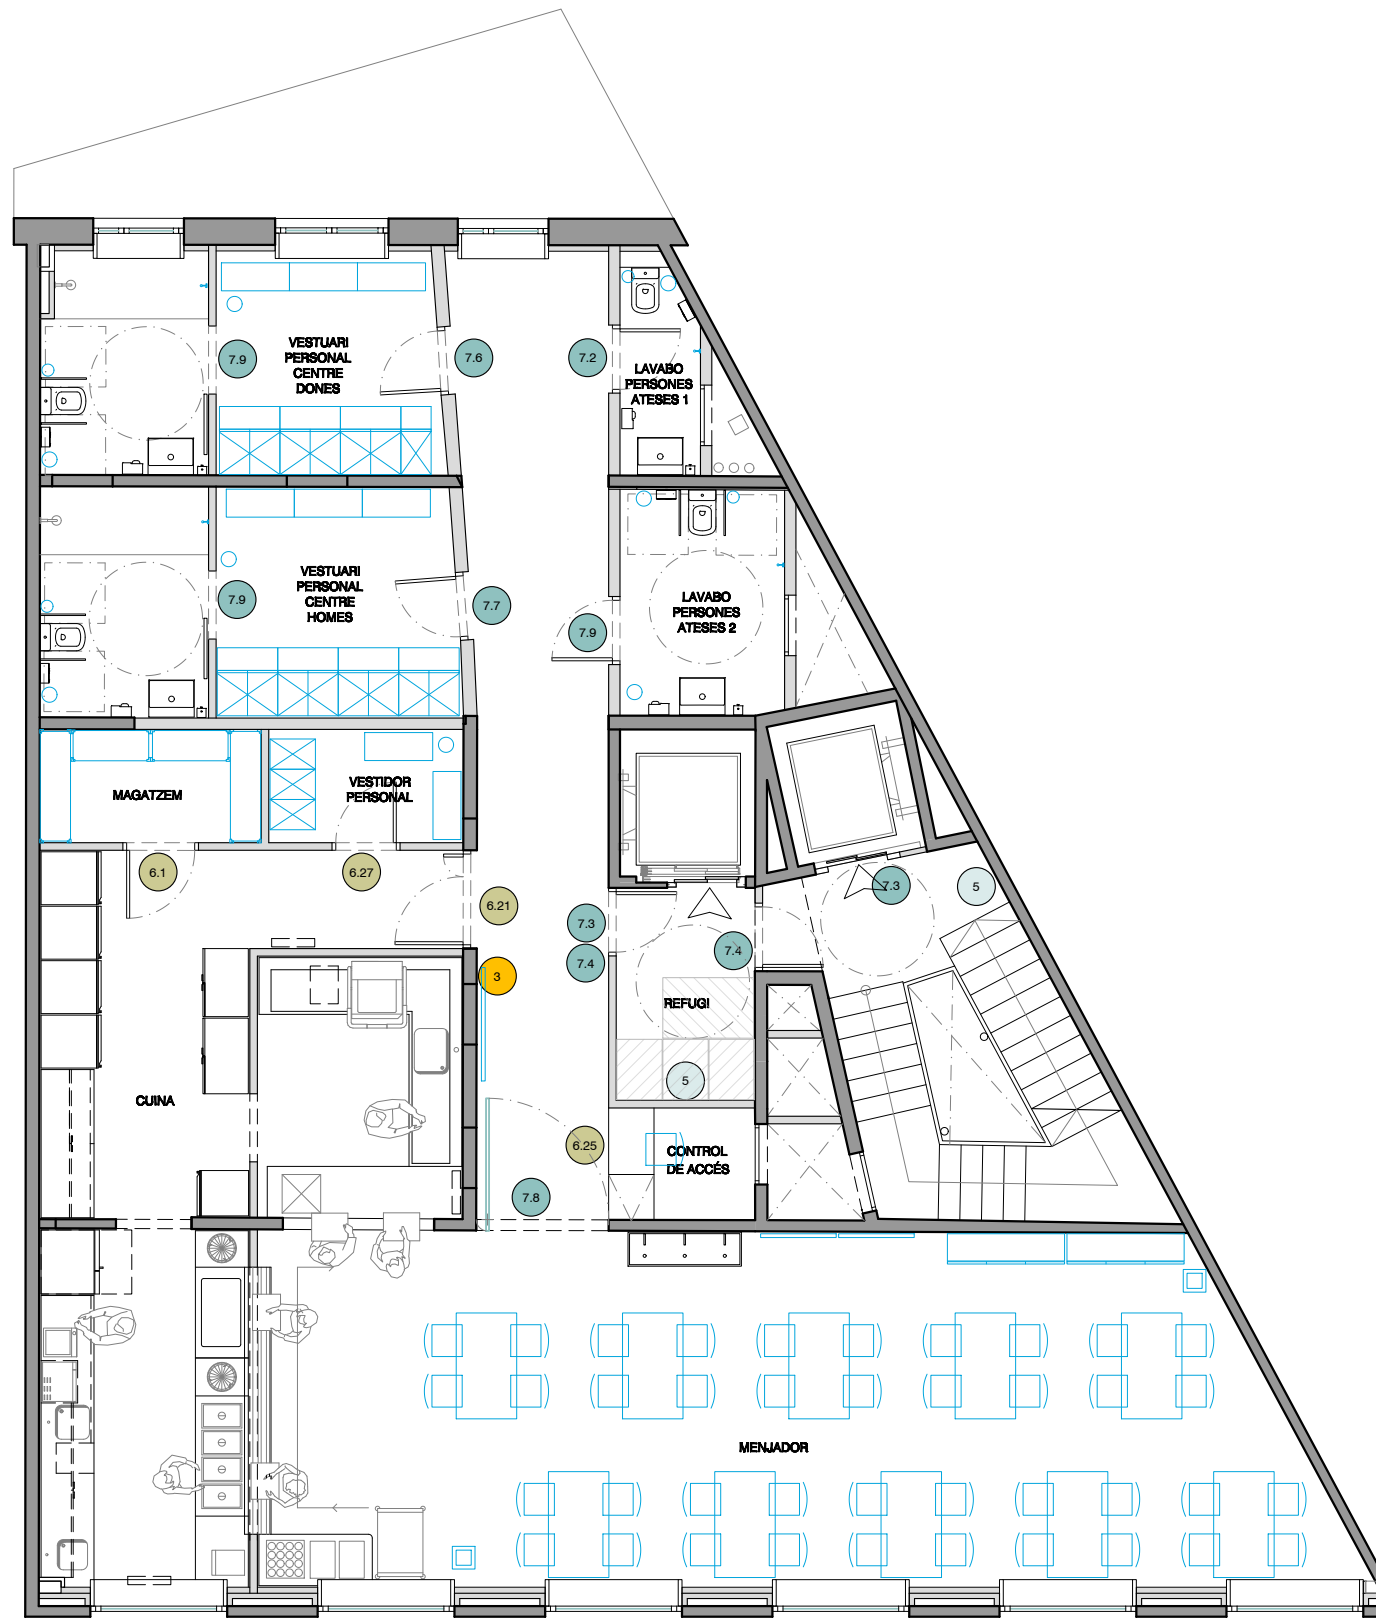 VESTUARI
PERSONAL
CENTRE
DONES
7.9
7.6
7.2
LAVABO
PERSONES
ATESES 1
VESTUARI
PERSONAL
CENTRE
HOMES
7.9
7.7
7.9
LAVABO
PERSONES
ATESES 2
MAGATZEM
VESTIDOR
PERSONAL
6.1
6.27
6.21
7.3
7.3
5
7.4
7.4
3
REFUGI
5
CUINA
6.25
CONTROL
DE ACCÉS
7.8
MENJADOR